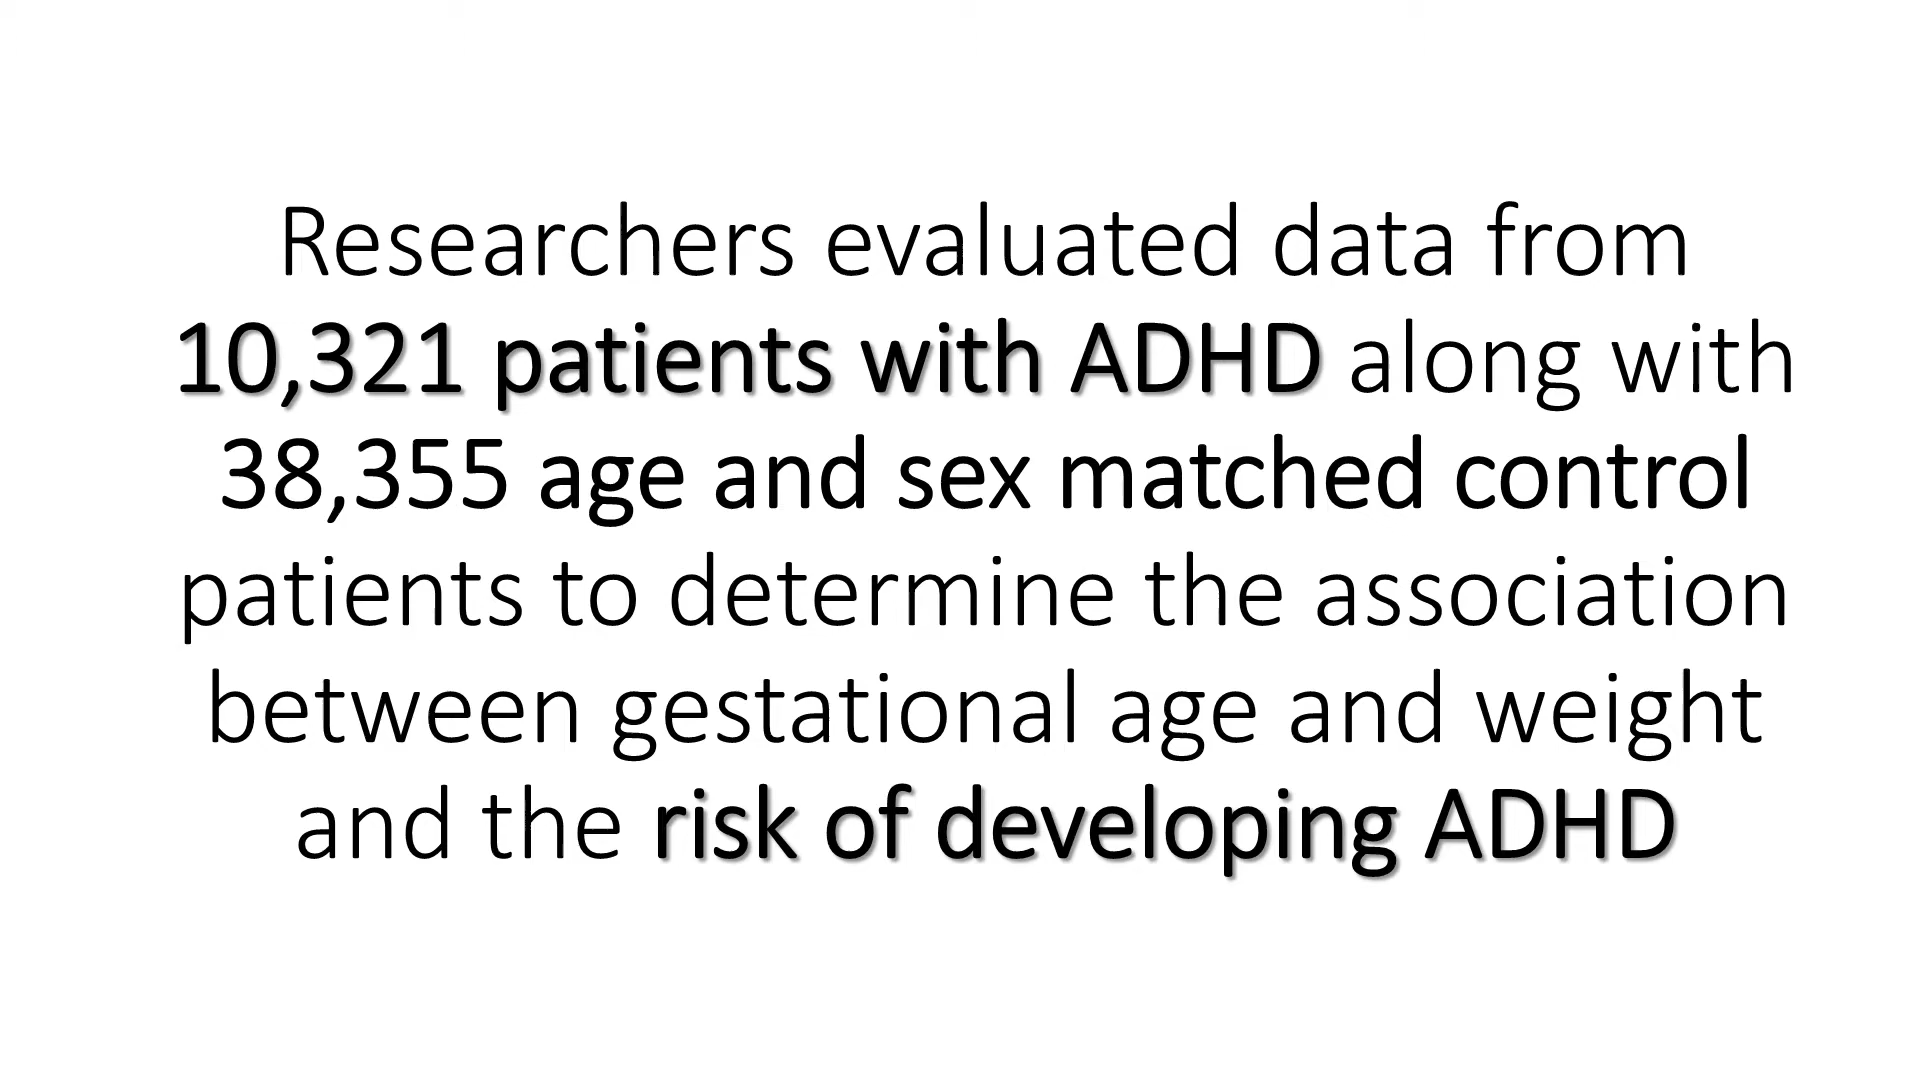 Researchers evaluated data from
10,321 patients with ADHD along with
38,355 age and sex matched control
patients to determine the association
between gestational age and weight
and the risk of developing ADHD